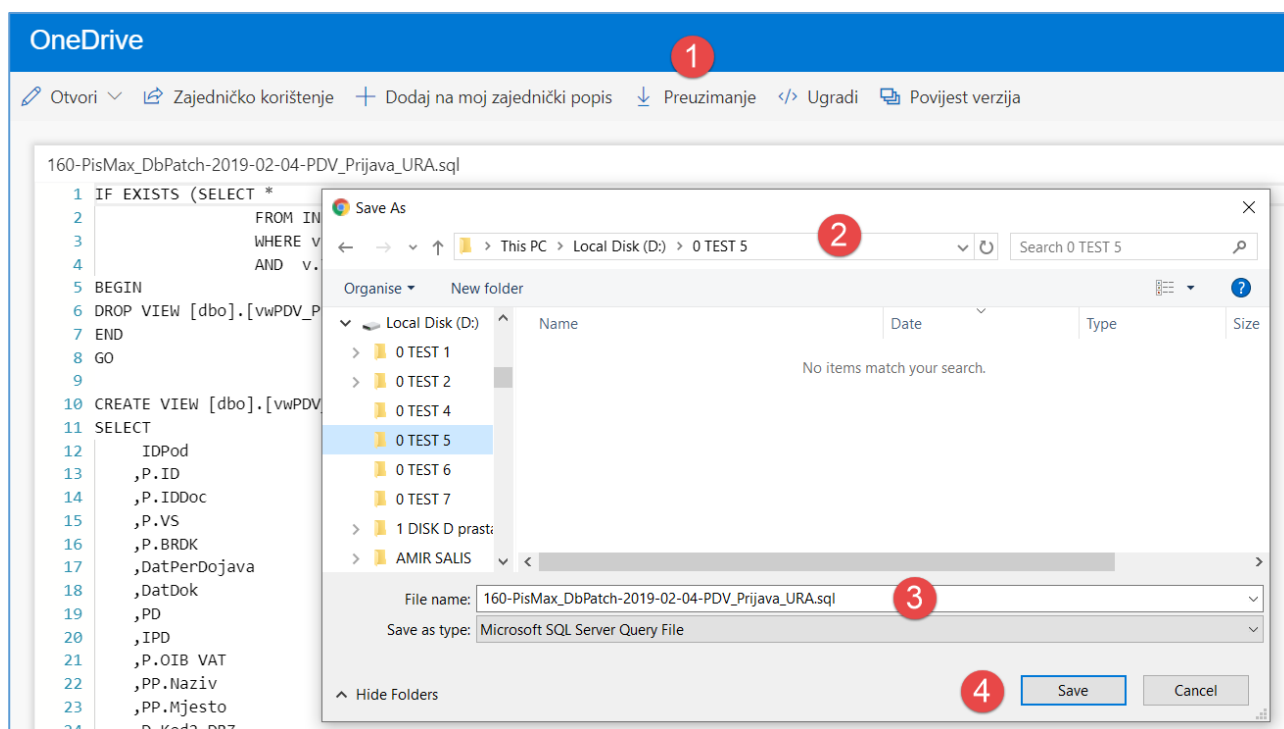 OneDrive
1
Otvori Zajedničko korištenje Dodaj na moj zajednički popis Preuzimanje Ugradi Povijest verzija
160-PisMax_DbPatch-2019-02-04-PDV_Prijava_URA.sql
1 IF EXISTS (SELECT *
2 FROM IN
3 WHERE v
4 AND v.
5 BEGIN
6 DROP VIEW [dbo].[vwPDV_P
7 END
8 GO
9
10 CREATE VIEW [dbo].[vwPDV_
11 SELECT
12 IDPod
13 ,P.ID
14 ,P.IDDoc
15 ,P.VS
16 ,P.BRDK
17 ,DatPerDojava
18 ,DatDok
19 ,PD
20 ,IPD
21 ,P.OIB VAT
22 ,PP.Naziv
23 ,PP.Mjesto
Save As
2
This PC > Local Disk (D:) > 0 TEST 5
Search 0 TEST 5
Organise New folder
?
Local Disk (D:)
0 TEST 1
0 TEST 2
0 TEST 4
0 TEST 5
0 TEST 6
0 TEST 7
1 DISK D prasta
AMIR SALIS
Name Date Type Size
No items match your search.
File name: 160-PisMax_DbPatch-2019-02-04-PDV_Prijava_URA.sql
3
Save as type: Microsoft SQL Server Query File
Hide Folders
4
Save Cancel